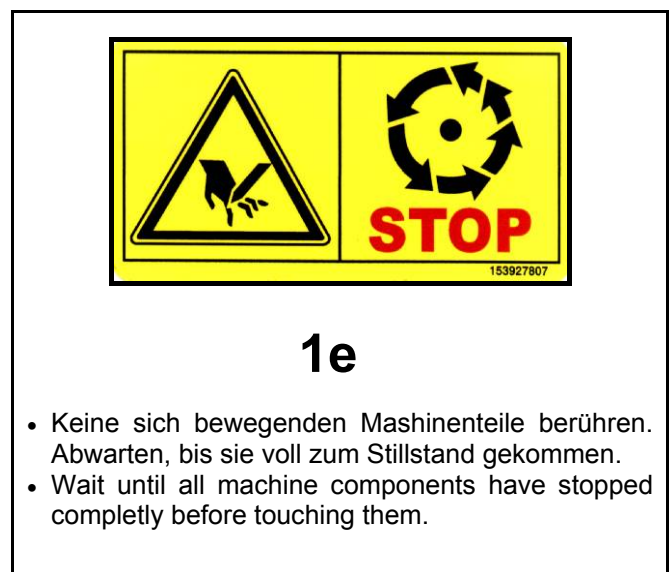 STOP
153927807
1e
• Keine sich bewegenden Mashinenteile berühren.
Abwarten, bis sie voll zum Stillstand gekommen.
• Wait until all machine components have stopped
completly before touching them.